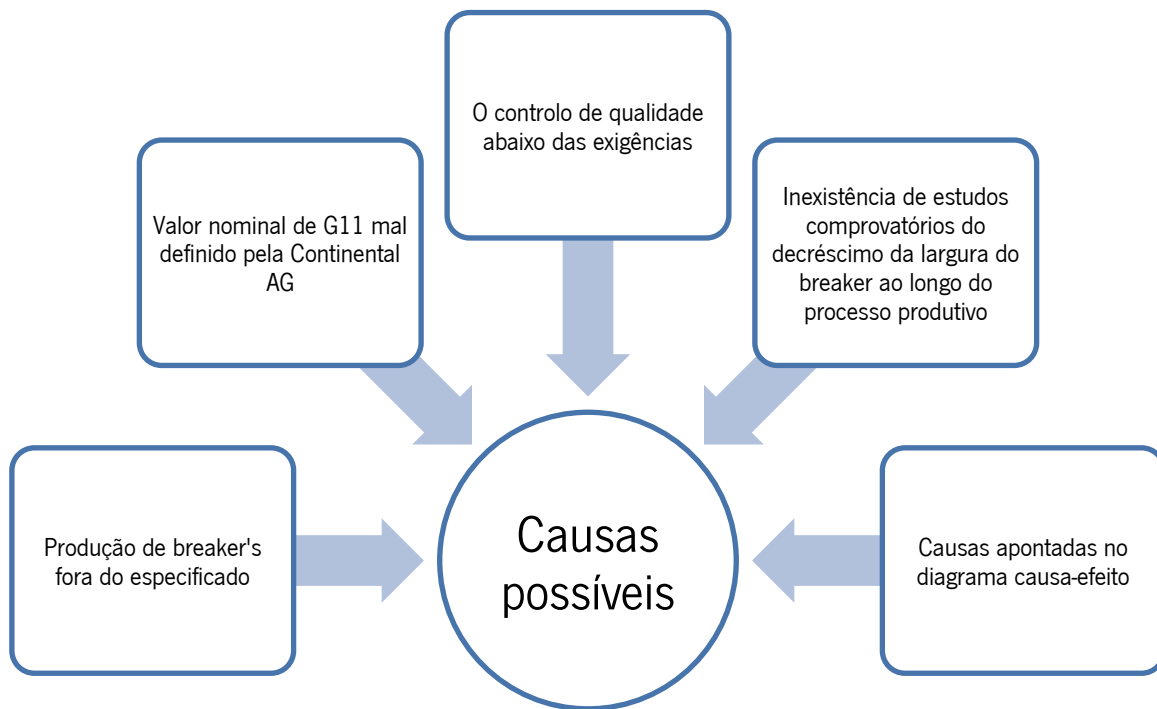 O controlo de qualidade
abaixo das exigências
Valor nominal de G11 mal
definido pela Continental
AG
Inexistência de estudos
comprovatórios do
decréscimo da largura do
breaker ao longo do
processo produtivo
Produção de breaker's
fora do especificado
Causas
possíveis
Causas apontadas no
diagrama causa-efeito